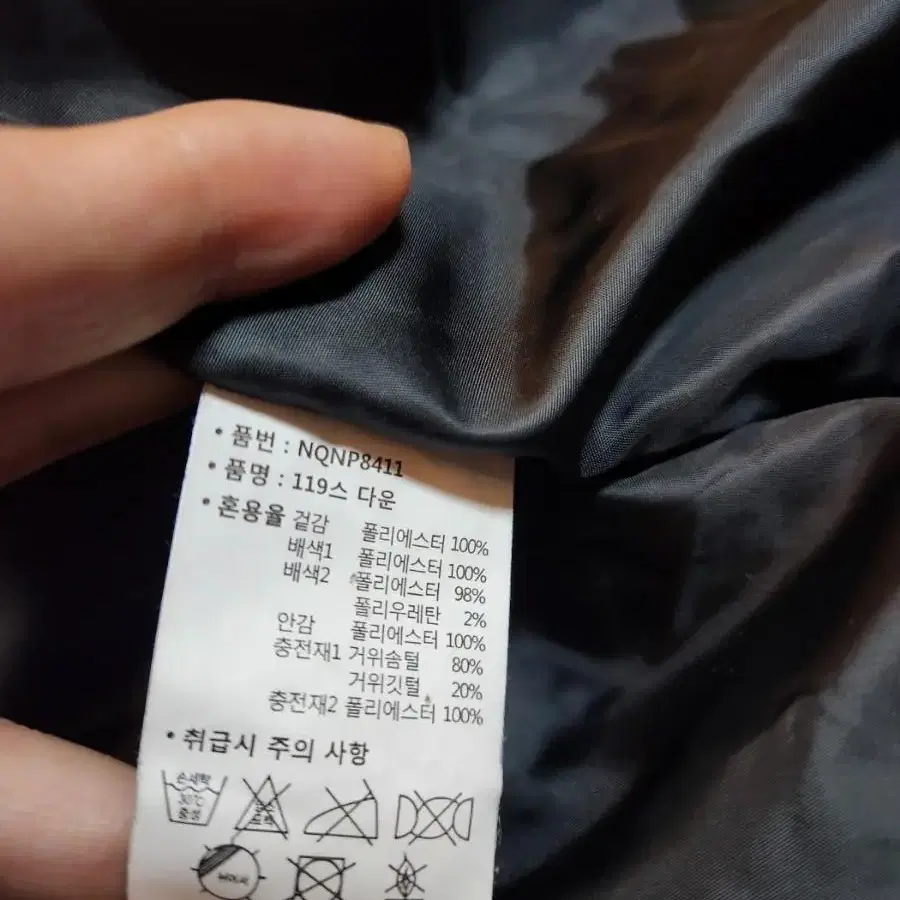 • 품번 : NQNP8411
• 품명 : 119스 다운
• 혼용율 겉감 폴리에스터 100%
배색1 폴리에스터 100%
배색2 폴리에스터 98%
폴리우레탄 2%
안감 폴리에스터 100%
충전재1 거위솜털 80%
거위깃털 20%
충전재2 폴리에스터 100%
• 취급시 주의 사항
손세탁
30℃
중성